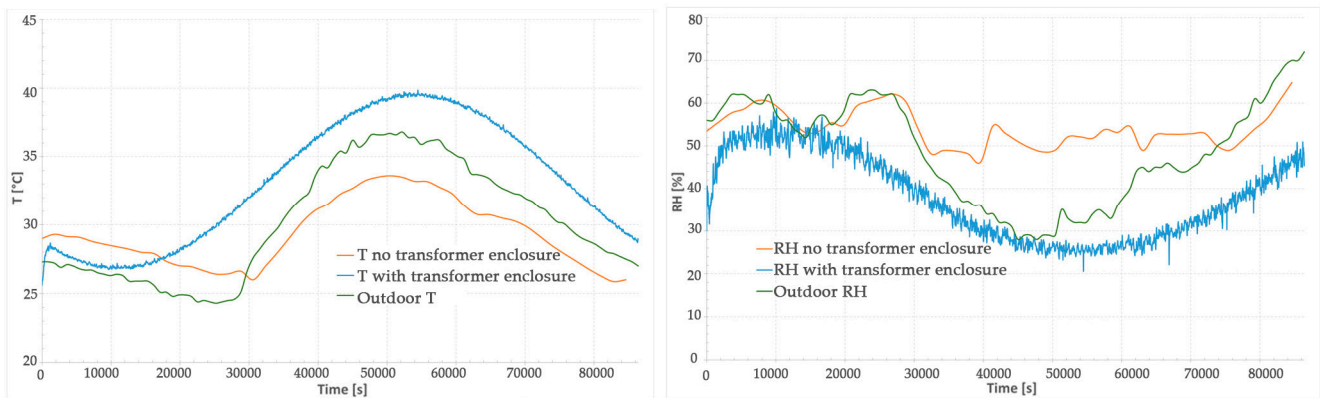 45
40
35
30
25
20
T [°C]
T no transformer enclosure
T with transformer enclosure
Outdoor T
0 10000 20000 30000 40000 50000 60000 70000 80000
Time [s]
80
70
60
50
40
30
20
10
0
RH [%]
RH no transformer enclosure
RH with transformer enclosure
Outdoor RH
0 10000 20000 30000 40000 50000 60000 70000 80000
Time [s]